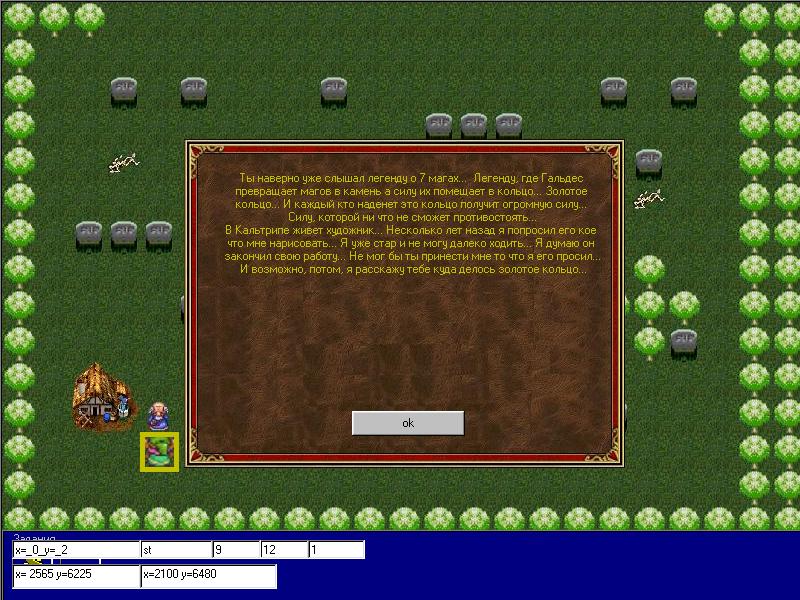 Ты наверно уже слышал легенду о 7 магах... Легенду, где Гальдес
превращает магов в камень а силу их помещает в кольцо... Золотое
кольцо... И каждый кто наденет это кольцо получит огромную силу...
Силу, которой ни что не сможет противостоять...
В Кальтрипе живет художник... Несколько лет назад я попросил его кое
что мне нарисовать... Я уже стар и не могу далеко ходить... Я думаю он
закончил свою работу... Не мог бы ты принести мне то что я его просил...
И возможно, потом, я расскажу тебе куда делось золотое кольцо...
ok
Задания
x=_0_y=_2 st 9 12 1
x= 2565 y=6225 x=2100 y=6480